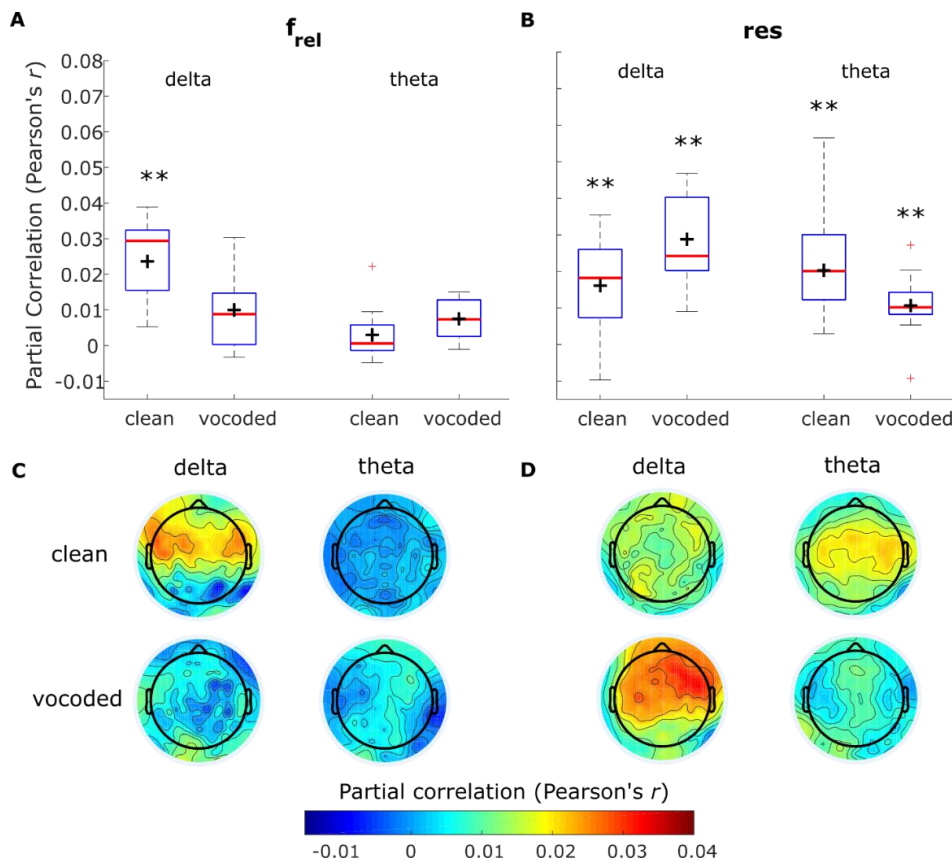 A
f_rel
B
res
delta
theta
delta
theta
Partial Correlation (Pearson's r)
0.08
0.07
0.06
0.05
0.04
0.03
0.02
0.01
0
-0.01
**
**
**
**
**
clean
vocoded
clean
vocoded
clean
vocoded
clean
vocoded
C
delta
theta
D
delta
theta
clean
vocoded
Partial correlation (Pearson's r)
-0.01 0 0.01 0.02 0.03 0.04